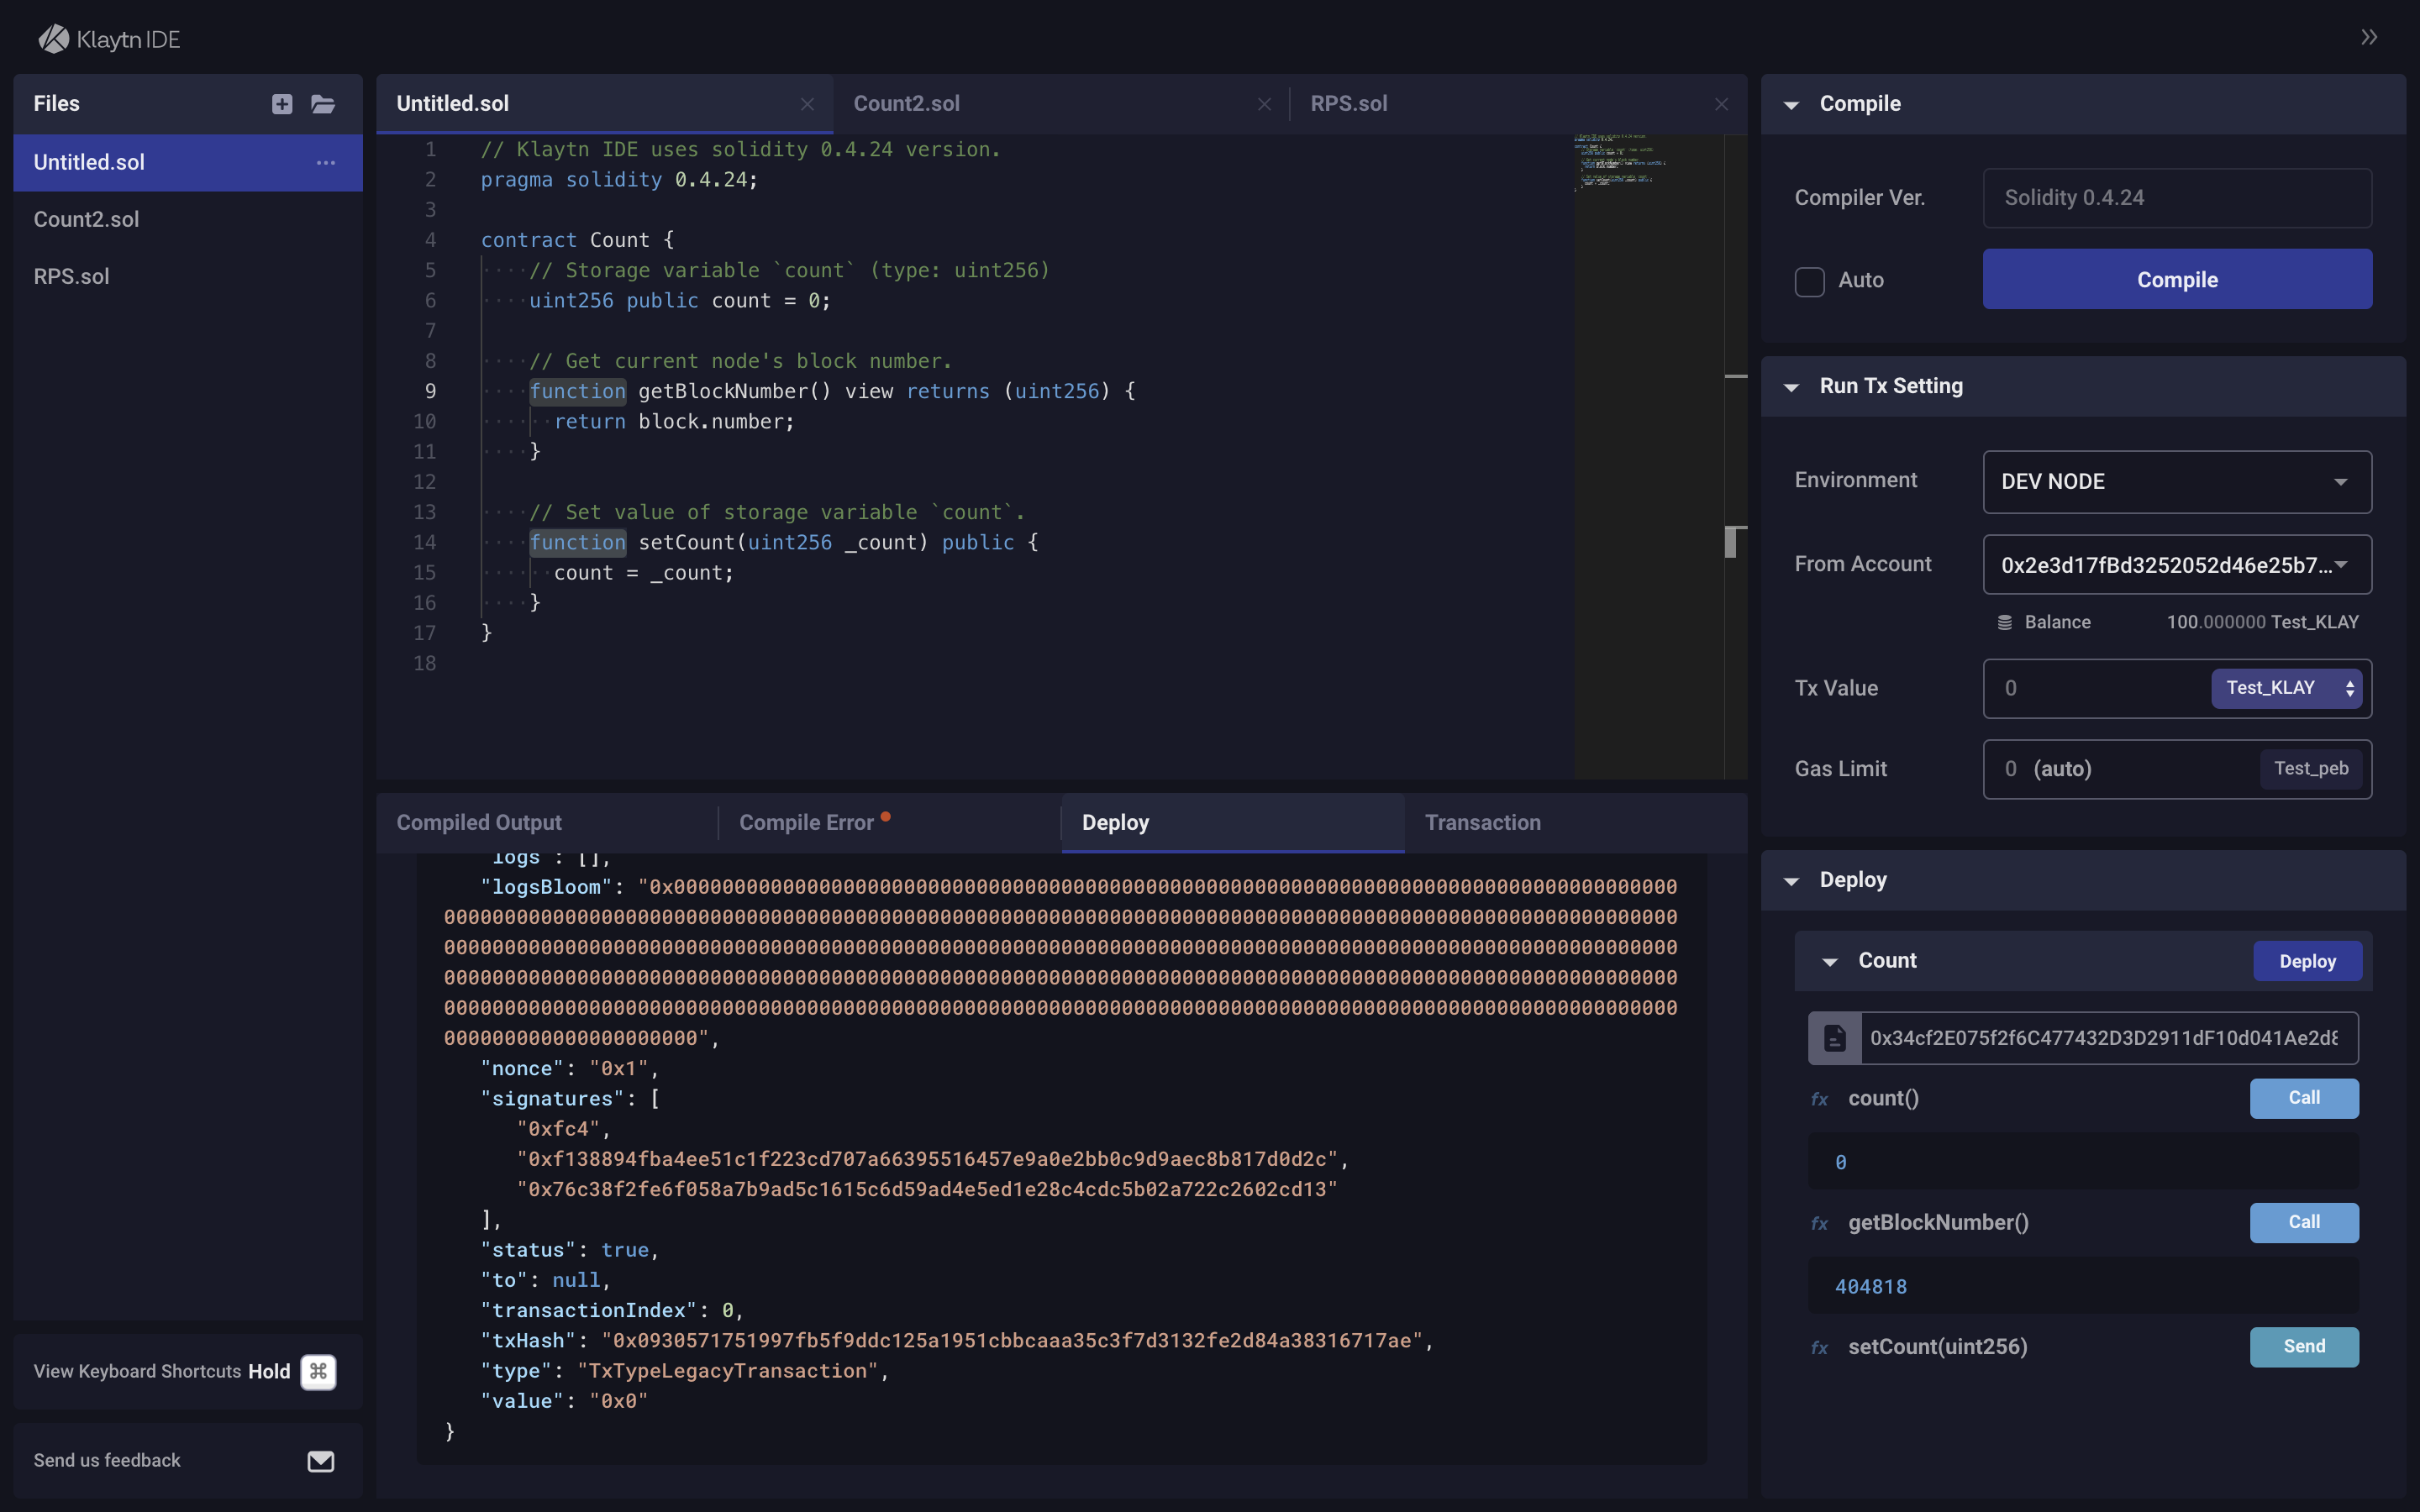 Klaytn IDE
Files
Untitled.sol
Count2.sol
RPS.sol
View Keyboard Shortcuts Hold ⌘
Send us feedback
Untitled.sol
Count2.sol
RPS.sol
1 // Klaytn IDE uses solidity 0.4.24 version.
2 pragma solidity 0.4.24;
3
4 contract Count {
5 // Storage variable `count` (type: uint256)
6 uint256 public count = 0;
7
8 // Get current node's block number.
9 function getBlockNumber() view returns (uint256) {
10 return block.number;
11 }
12
13 // Set value of storage variable `count`.
14 function setCount(uint256 _count) public {
15 count = _count;
16 }
17 }
18
Compiled Output
Compile Error
Deploy
Transaction
"logs": [],
"logsBloom": "0x0000000000000000000000000000000000000000000000000000000000000000000000000000000000
000000000000000000000000000000000000000000000000000000000000000000000000000000000000000000000000000000
000000000000000000000000000000000000000000000000000000000000000000000000000000000000000000000000000000
000000000000000000000000000000000000000000000000000000000000000000000000000000000000000000000000000000
000000000000000000000000000000000000000000000000000000000000000000000000000000000000000000000000000000
000000000000000000000",
"nonce": "0x1",
"signatures": [
"0xfc4",
"0xf138894fba4ee51c1f223cd707a66395516457e9a0e2bb0c9d9aec8b817d0d2c",
"0x76c38f2fe6f058a7b9ad5c1615c6d59ad4e5ed1e28c4cdc5b02a722c2602cd13"
],
"status": true,
"to": null,
"transactionIndex": 0,
"txHash": "0x0930571751997fb5f9ddc125a1951cbbcaaa35c3f7d3132fe2d84a38316717ae",
"type": "TxTypeLegacyTransaction",
"value": "0x0"
}
Compile
Compiler Ver. Solidity 0.4.24
Auto Compile
Run Tx Setting
Environment DEV NODE
From Account 0x2e3d17fBd3252052d46e25b7...
Balance 100.000000 Test_KLAY
Tx Value 0 Test_KLAY
Gas Limit 0 (auto) Test_peb
Deploy
Count Deploy
0x34cf2E075f2f6C477432D3D2911dF10d041Ae2d8
fx count() Call
0
fx getBlockNumber() Call
404818
fx setCount(uint256) Send